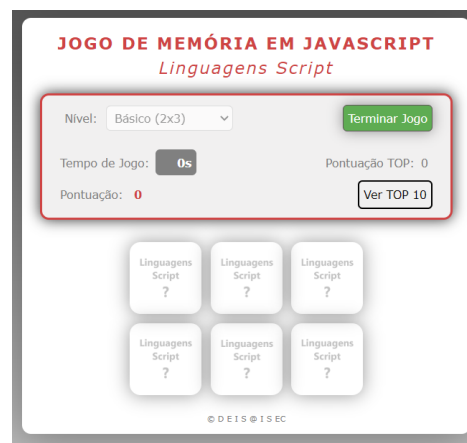 JOGO DE MEMÓRIA EM JAVASCRIPT
Linguagens Script
Nível: Básico (2x3) Terminar Jogo
Tempo de Jogo: 0s Pontuação TOP: 0
Pontuação: 0 Ver TOP 10
Linguagens Linguagens Linguagens
Script Script Script
? ? ?
Linguagens Linguagens Linguagens
Script Script Script
? ? ?
© DEIS@ISEC